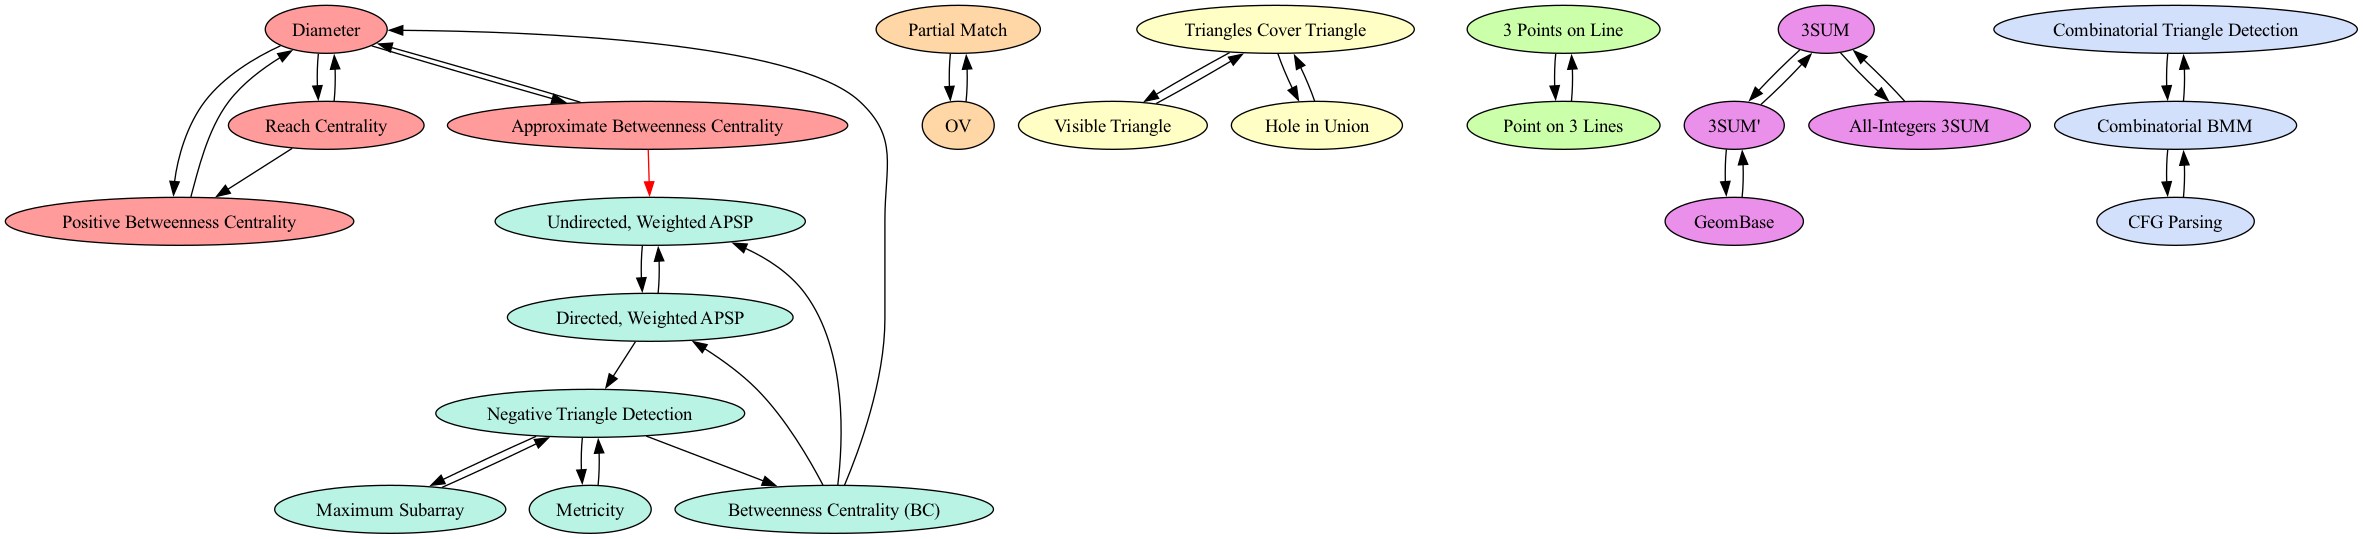 Diameter
Partial Match
Triangles Cover Triangle
3 Points on Line
3SUM
Combinatorial Triangle Detection
Reach Centrality
Approximate Betweenness Centrality
OV
Visible Triangle
Hole in Union
Point on 3 Lines
3SUM'
All-Integers 3SUM
Combinatorial BMM
Positive Betweenness Centrality
Undirected, Weighted APSP
GeomBase
CFG Parsing
Directed, Weighted APSP
Negative Triangle Detection
Maximum Subarray
Metricity
Betweenness Centrality (BC)